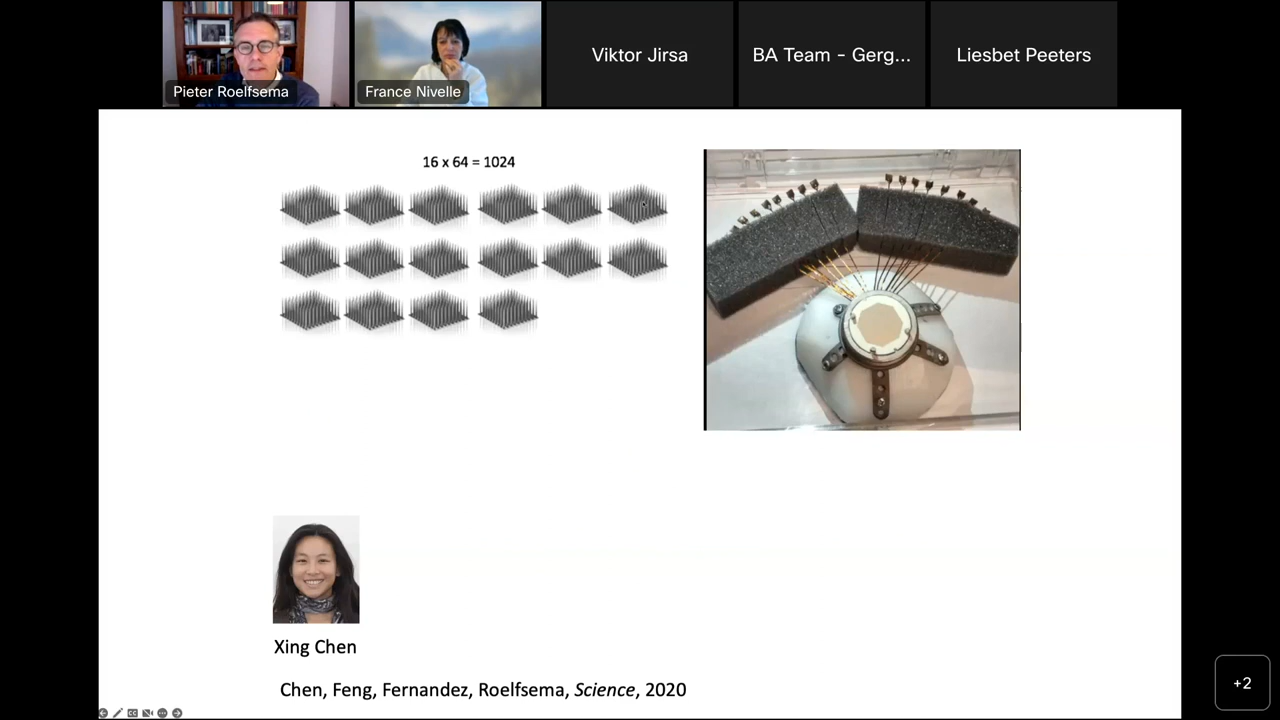 Pieter Roelfsema
France Nivelle
Viktor Jirsa
BA Team - Gerg...
Liesbet Peeters
16 x 64 = 1024
Xing Chen
Chen, Feng, Fernandez, Roelfsema, Science, 2020
+2